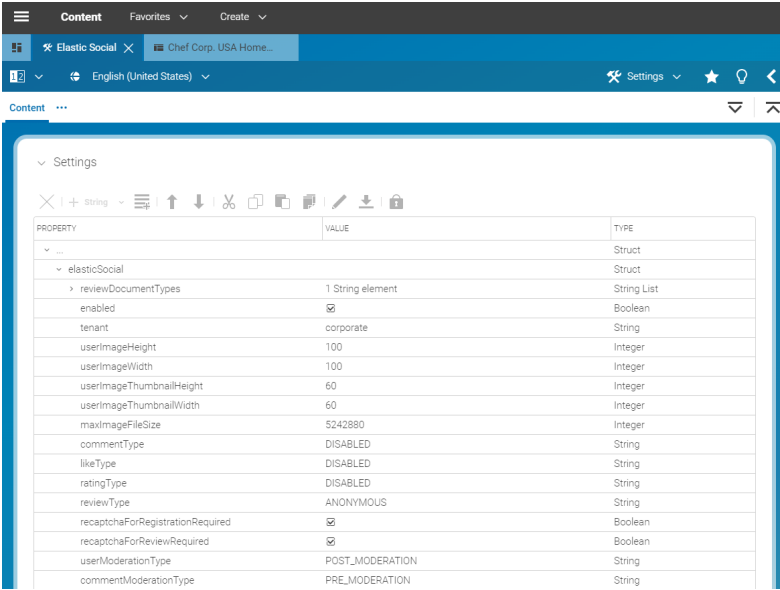 Content Favorites Create
Elastic Social Chef Corp. USA Home...
12 English (United States) Settings
Content ...
Settings
+ String
PROPERTY VALUE TYPE
... Struct
elasticSocial Struct
reviewDocumentTypes 1 String element String List
enabled Boolean
tenant corporate String
userImageHeight 100 Integer
userImageWidth 100 Integer
userImageThumbnailHeight 60 Integer
userImageThumbnailWidth 60 Integer
maxImageFileSize 5242880 Integer
commentType DISABLED String
likeType DISABLED String
ratingType DISABLED String
reviewType ANONYMOUS String
recaptchaForRegistrationRequired Boolean
recaptchaForReviewRequired Boolean
userModerationType POST_MODERATION String
commentModerationType PRE_MODERATION String